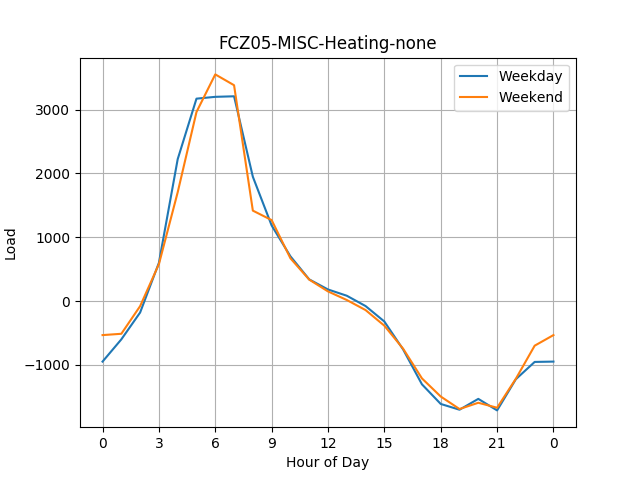 FCZ05-MISC-Heating-none
Weekday
Weekend
3000
2000
1000
0
−1000
Load
0 3 6 9 12 15 18 21 0
Hour of Day